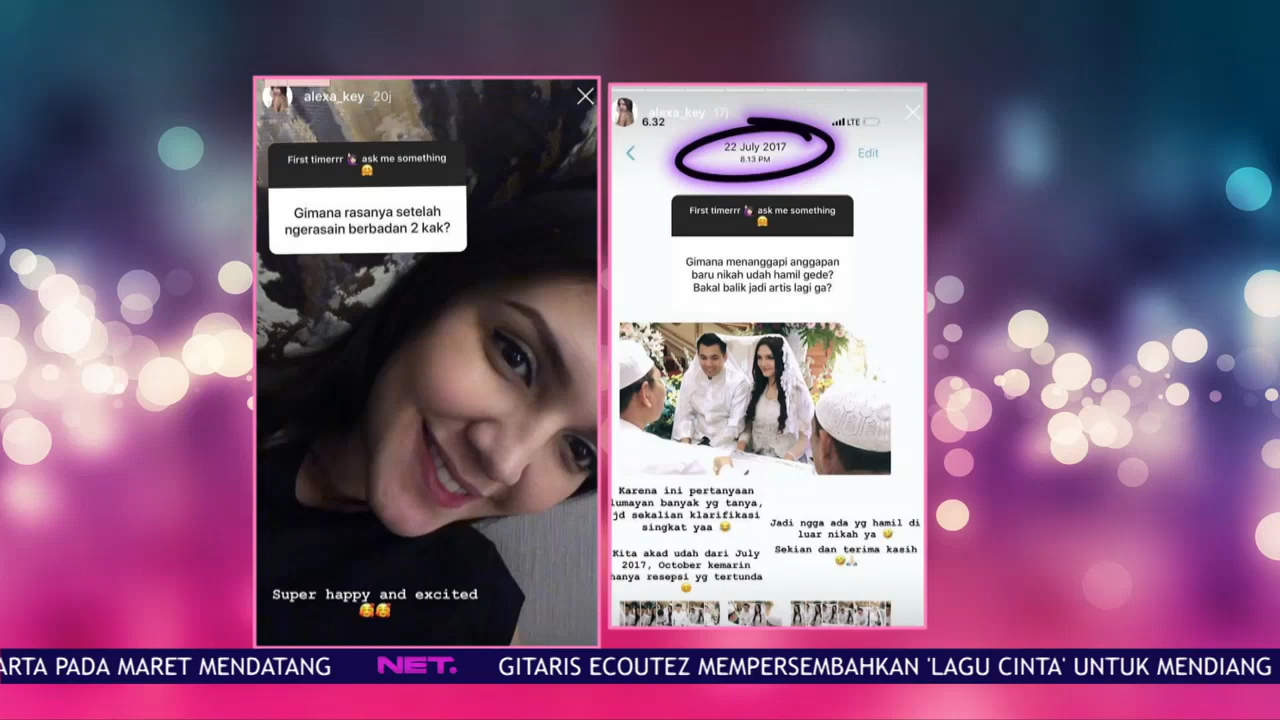 alexa_key 20j
First timerrr ask me something
Gimana rasanya setelah
ngerasain berbadan 2 kak?
Super happy and excited
alexa_key 17j
6.32
LTE
22 July 2017
8.13 PM
Edit
First timerrr ask me something
Gimana menanggapi anggapan
baru nikah udah hamil gede?
Bakal balik jadi artis lagi ga?
Karena ini pertanyaan
lumayan banyak yg tanya,
jd sekalian klarifikasi
singkat yaa
Kita akad udah dari July
2017, October kemarin
hanya resepsi yg tertunda
Jadi ngga ada yg hamil di
luar nikah ya
Sekian dan terima kasih
ARTA PADA MARET MENDATANG NET. GITARIS ECOUTEZ MEMPERSEMBAHKAN 'LAGU CINTA' UNTUK MENDIANG